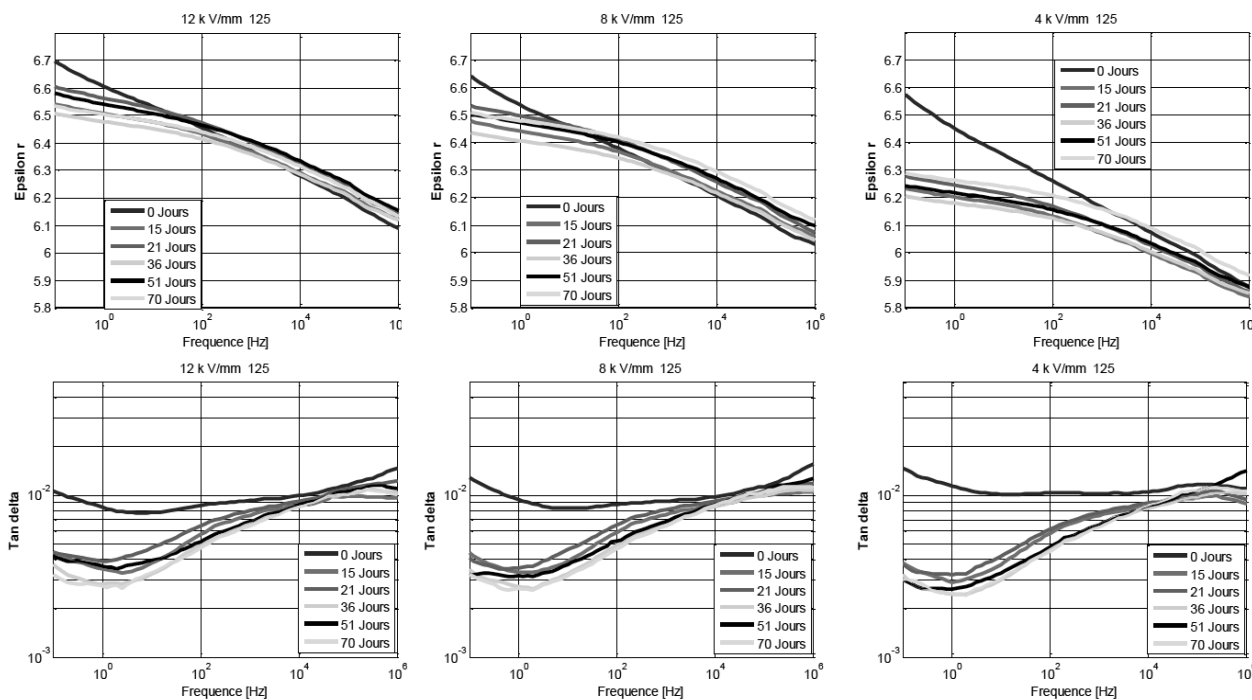 12 k V/mm 125
Epsilon r
6.7
6.6
6.5
6.4
6.3
6.2
6.1
6
5.9
5.8
0 Jours
15 Jours
21 Jours
36 Jours
51 Jours
70 Jours
10^0
10^2
10^4
10
Frequence [Hz]
8 k V/mm 125
Epsilon r
6.7
6.6
6.5
6.4
6.3
6.2
6.1
6
5.9
5.8
0 Jours
15 Jours
21 Jours
36 Jours
51 Jours
70 Jours
10^0
10^2
10^4
10^6
Frequence [Hz]
4 k V/mm 125
Epsilon r
6.7
6.6
6.5
6.4
6.3
6.2
6.1
6
5.9
5.8
0 Jours
15 Jours
21 Jours
36 Jours
51 Jours
70 Jours
10^0
10^2
10^4
10
Frequence [Hz]
12 k V/mm 125
Tan delta
10^-2
10^-3
0 Jours
15 Jours
21 Jours
36 Jours
51 Jours
70 Jours
10^0
10^2
10^4
10^6
Frequence [Hz]
8 k V/mm 125
Tan delta
10^-2
10^-3
0 Jours
15 Jours
21 Jours
36 Jours
51 Jours
70 Jours
10^0
10^2
10^4
10^6
Frequence [Hz]
4 k V/mm 125
Tan delta
10^-2
10^-3
0 Jours
15 Jours
21 Jours
36 Jours
51 Jours
70 Jours
10^0
10^2
10^4
10^6
Frequence [Hz]